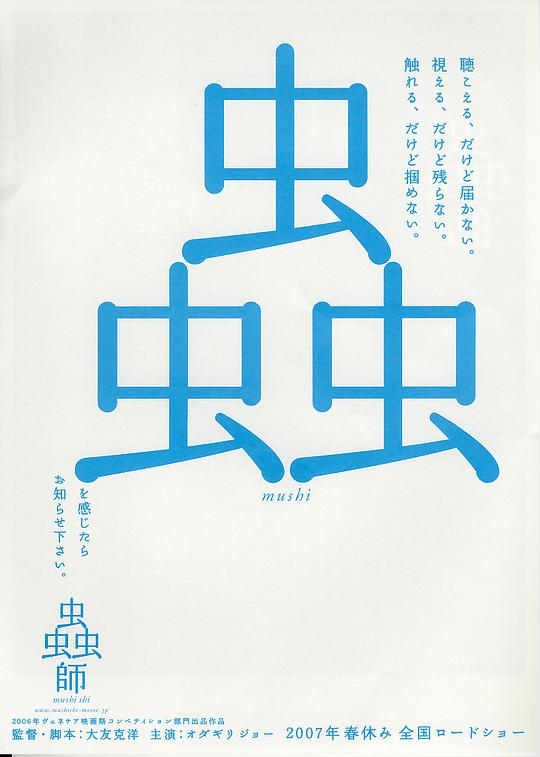 聴こえる、だけど届かない。
視える、だけど残らない。
触れる、だけど掴めない。
蟲
mushi
を感じたら
お知らせ下さい。
蟲師
mushi shi
www.mushishi-movie.jp
2006年ヴェネチア映画祭コンペティション部門出品作品
監督・脚本：大友克洋 主演：オダギリジョー 2007年春休み 全国ロードショー